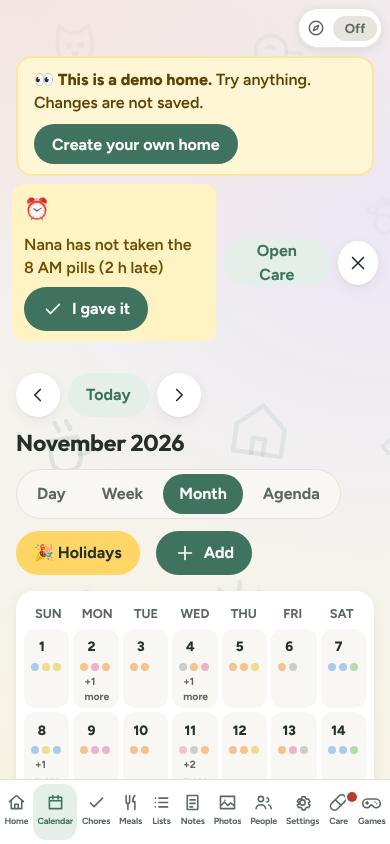 Off
👀 This is a demo home. Try anything.
Changes are not saved.
Create your own home
⏰
Nana has not taken the
8 AM pills (2 h late)
I gave it
Open
Care
Today
November 2026
Day Week Month Agenda
🎉 Holidays
Add
SUN MON TUE WED THU FRI SAT
1 2 3 4 5 6 7
+1 +1
more more
8 9 10 11 12 13 14
+1 +2
Home Calendar Chores Meals Lists Notes Photos People Settings Care Games